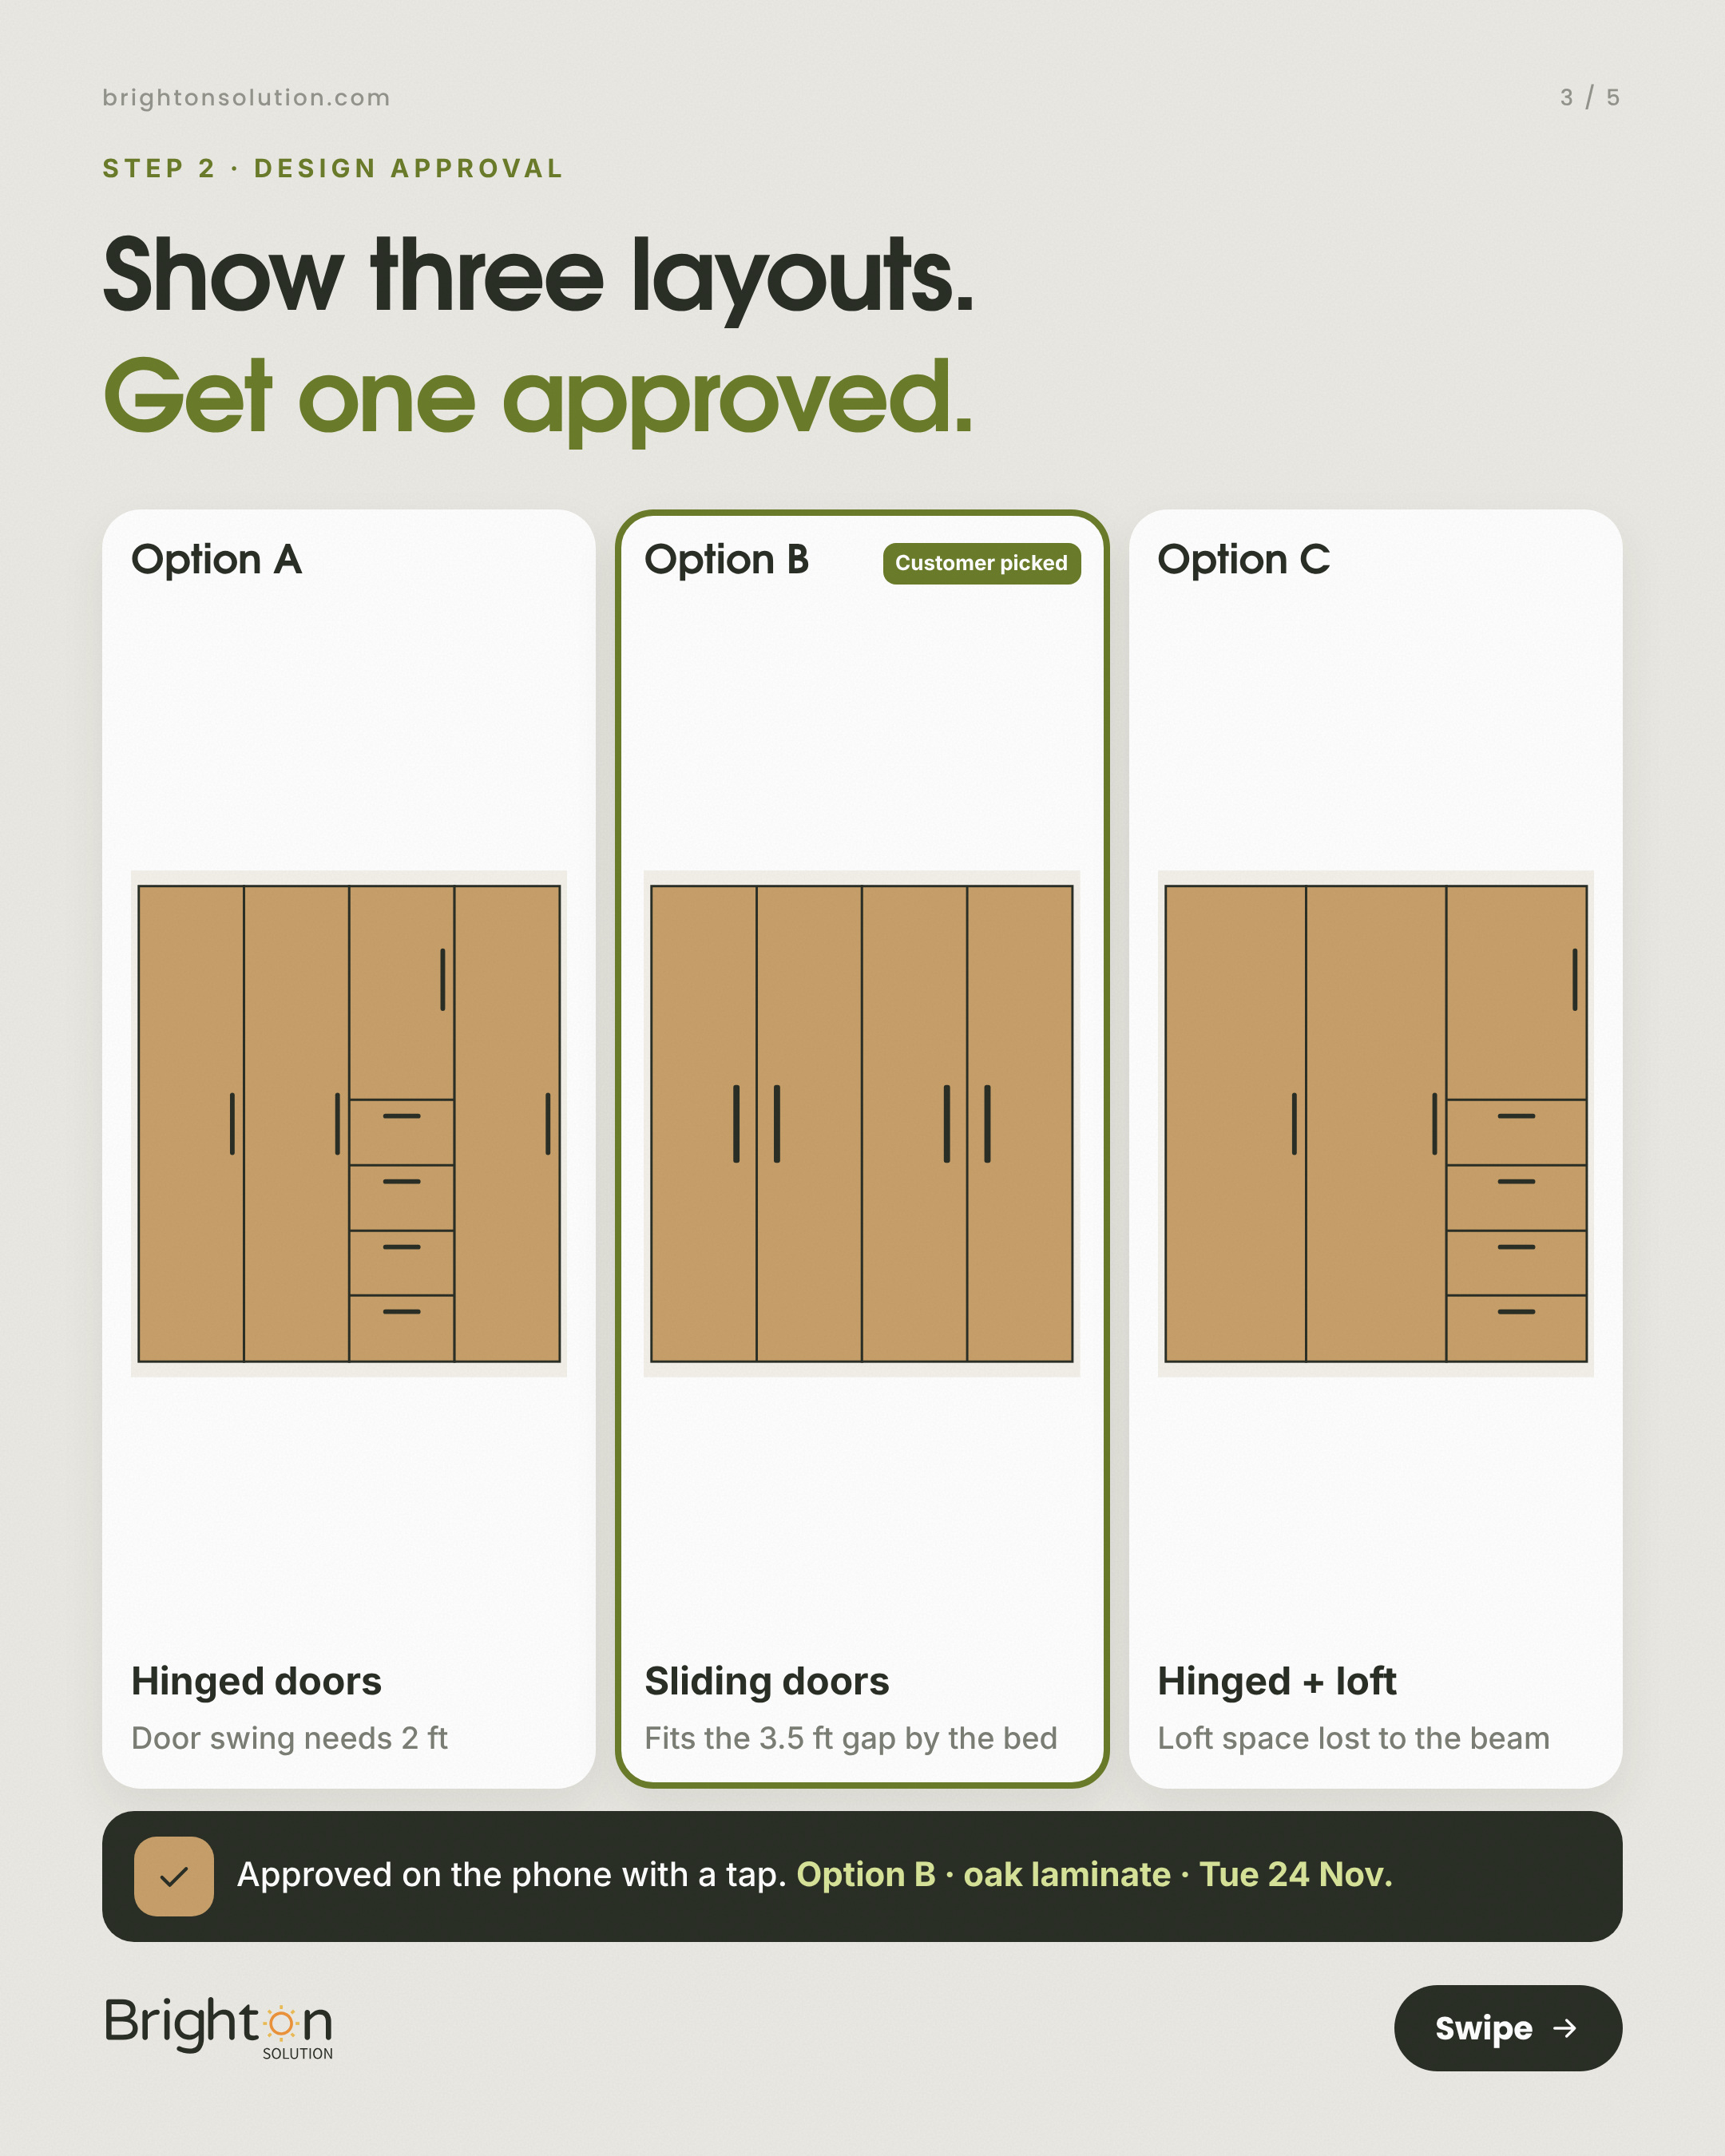 brightonsolution.com
3 / 5
STEP 2 · DESIGN APPROVAL
Show three layouts.
Get one approved.
Option A
Option B
Customer picked
Option C
Hinged doors
Door swing needs 2 ft
Sliding doors
Fits the 3.5 ft gap by the bed
Hinged + loft
Loft space lost to the beam
Approved on the phone with a tap. Option B · oak laminate · Tue 24 Nov.
Brighton
SOLUTION
Swipe →